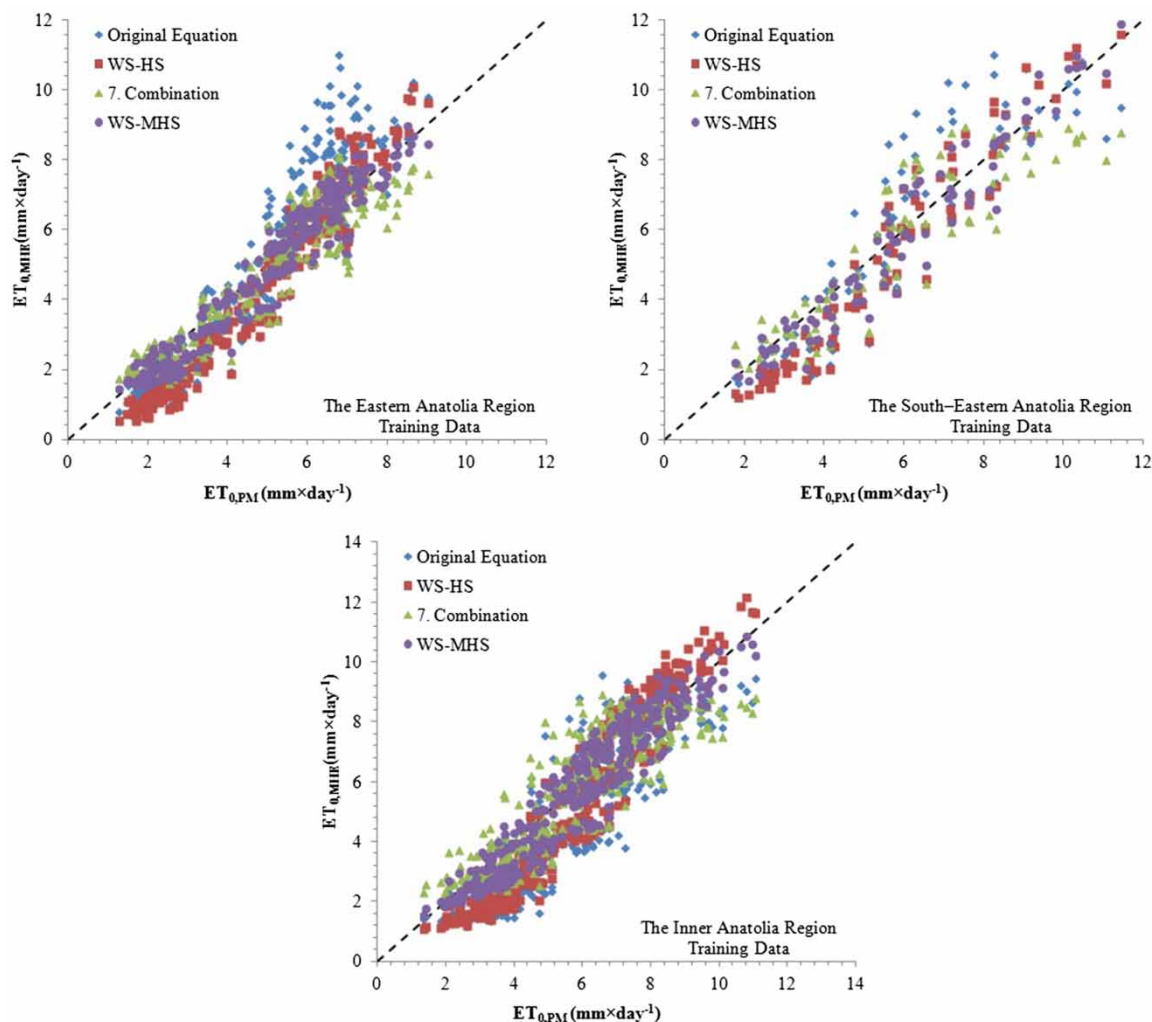 12
10
8
6
4
2
0
ET0,MHE(mm×day-1)
Original Equation
WS-HS
7. Combination
WS-MHS
The Eastern Anatolia Region
Training Data
0 2 4 6 8 10 12
ET0,PM (mm×day-1)
12
10
8
6
4
2
0
ET0,MHE(mm×day-1)
Original Equation
WS-HS
7. Combination
WS-MHS
The South–Eastern Anatolia Region
Training Data
0 2 4 6 8 10 12
ET0,PM (mm×day-1)
14
12
10
8
6
4
2
0
ET0,MHE(mm×day-1)
Original Equation
WS-HS
7. Combination
WS-MHS
The Inner Anatolia Region
Training Data
0 2 4 6 8 10 12 14
ET0,PM (mm×day-1)